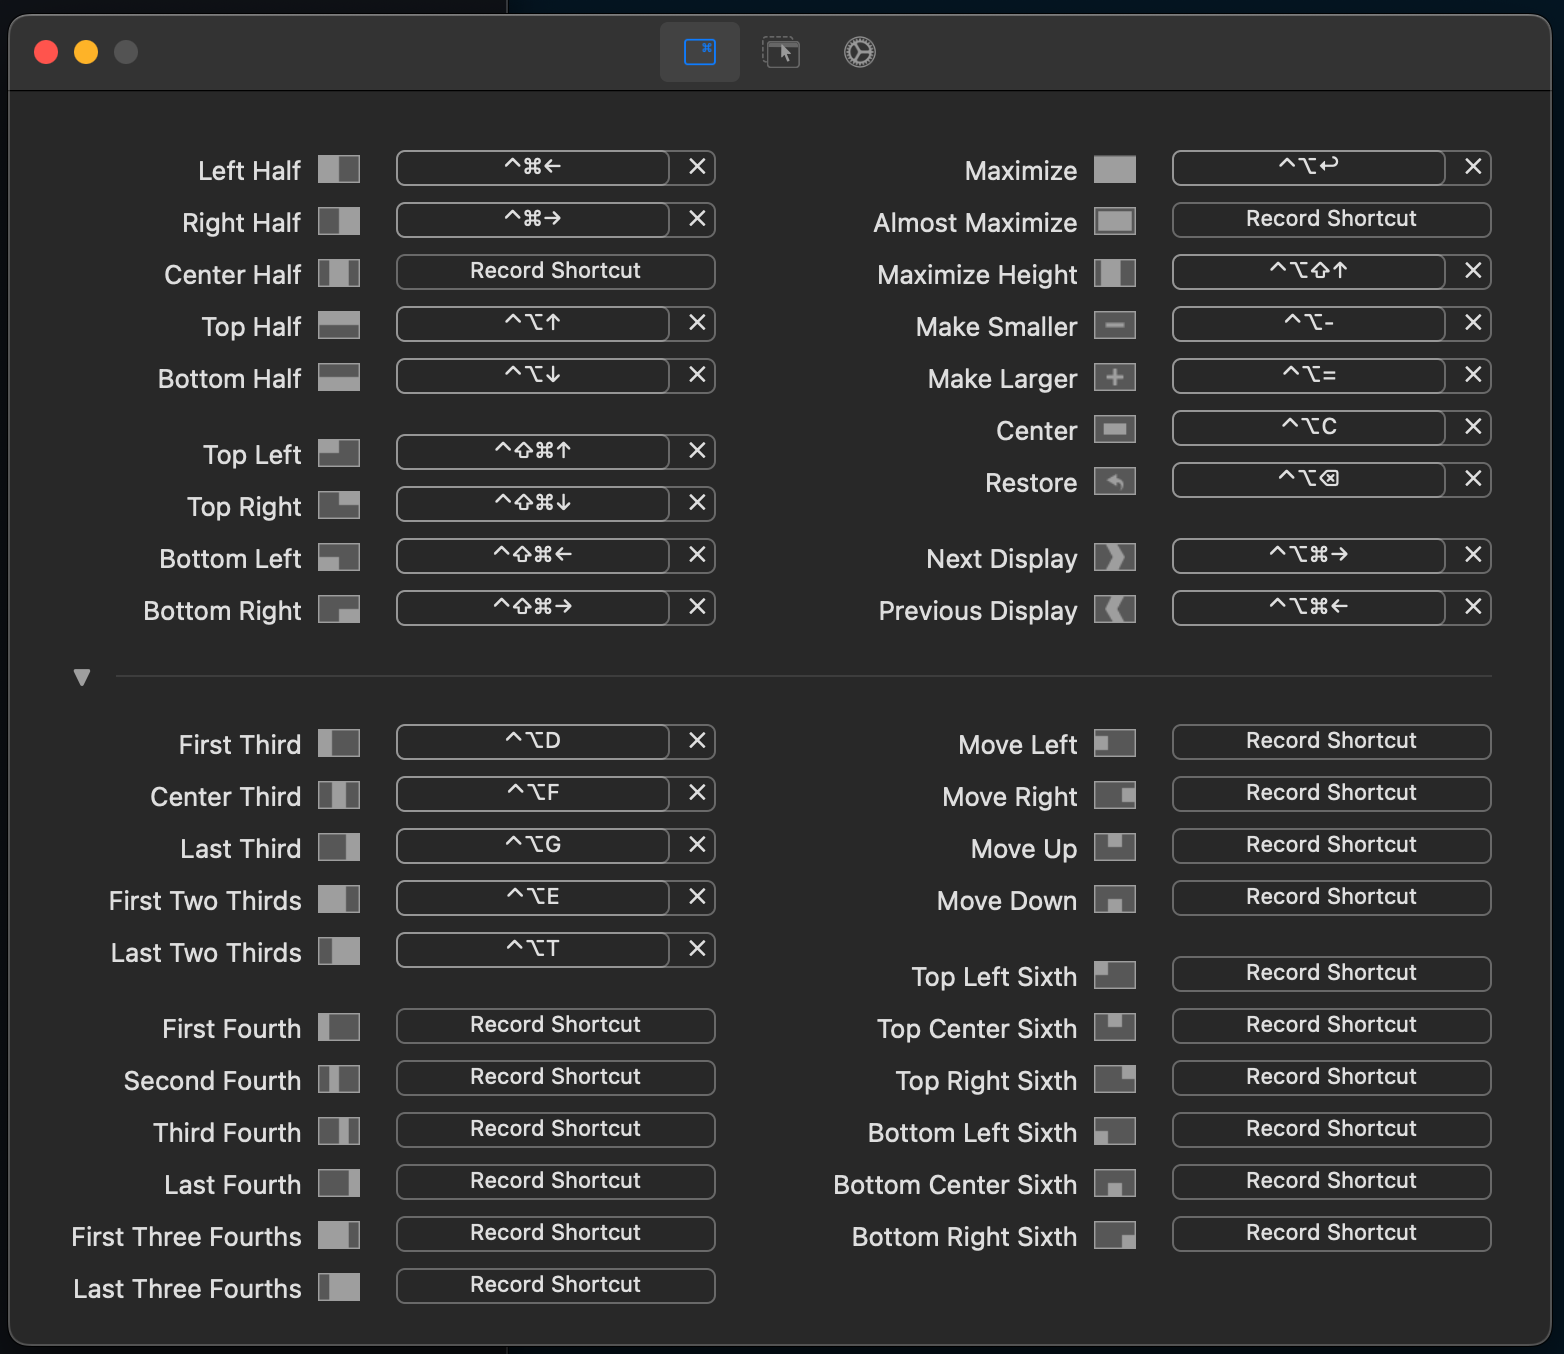 Left Half ^⌘←
Right Half ^⌘→
Center Half Record Shortcut
Top Half ^⌥↑
Bottom Half ^⌥↓
Top Left ^⇧⌘↑
Top Right ^⇧⌘↓
Bottom Left ^⇧⌘←
Bottom Right ^⇧⌘→
Maximize ^⌥↩
Almost Maximize Record Shortcut
Maximize Height ^⌥⇧↑
Make Smaller ^⌥-
Make Larger ^⌥=
Center ^⌥C
Restore ^⌥⌫
Next Display ^⌥⌘→
Previous Display ^⌥⌘←
First Third ^⌥D
Center Third ^⌥F
Last Third ^⌥G
First Two Thirds ^⌥E
Last Two Thirds ^⌥T
First Fourth Record Shortcut
Second Fourth Record Shortcut
Third Fourth Record Shortcut
Last Fourth Record Shortcut
First Three Fourths Record Shortcut
Last Three Fourths Record Shortcut
Move Left Record Shortcut
Move Right Record Shortcut
Move Up Record Shortcut
Move Down Record Shortcut
Top Left Sixth Record Shortcut
Top Center Sixth Record Shortcut
Top Right Sixth Record Shortcut
Bottom Left Sixth Record Shortcut
Bottom Center Sixth Record Shortcut
Bottom Right Sixth Record Shortcut